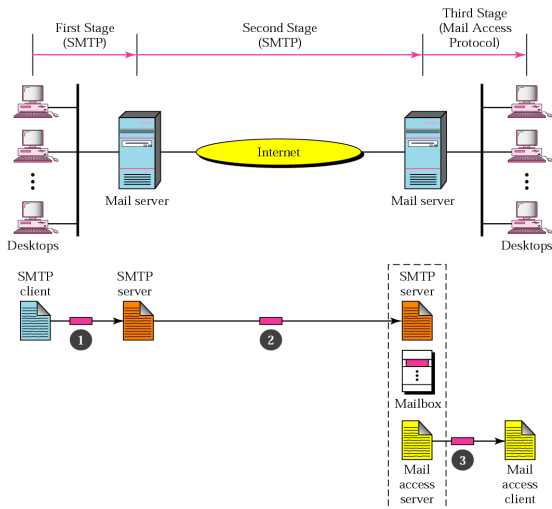 First Stage
(SMTP)
Second Stage
(SMTP)
Third Stage
(Mail Access
Protocol)
Internet
Mail server
Mail server
Desktops
Desktops
SMTP
client
SMTP
server
SMTP
server
1
2
Mailbox
3
Mail
access
server
Mail
access
client